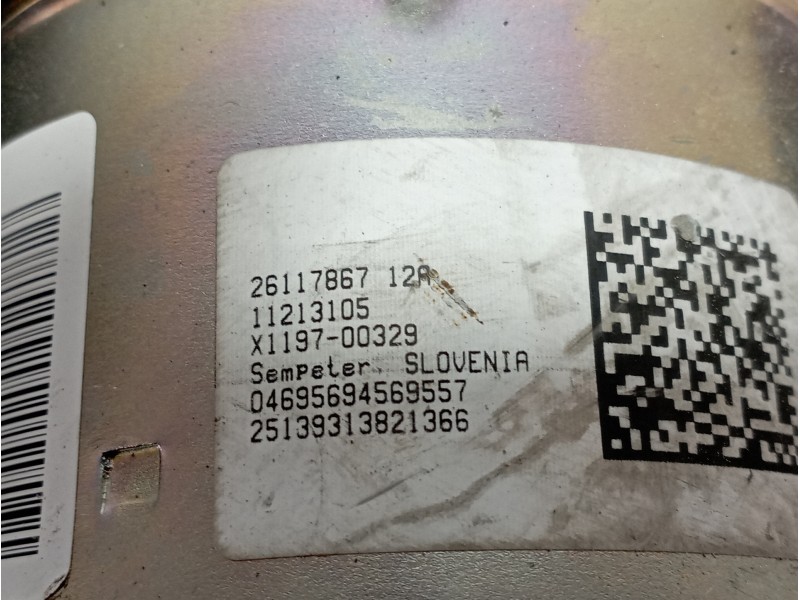 26117867 12A
11213105
X1197-00329
Sempeter, SLOVENIA
04695694569557
25139313821366